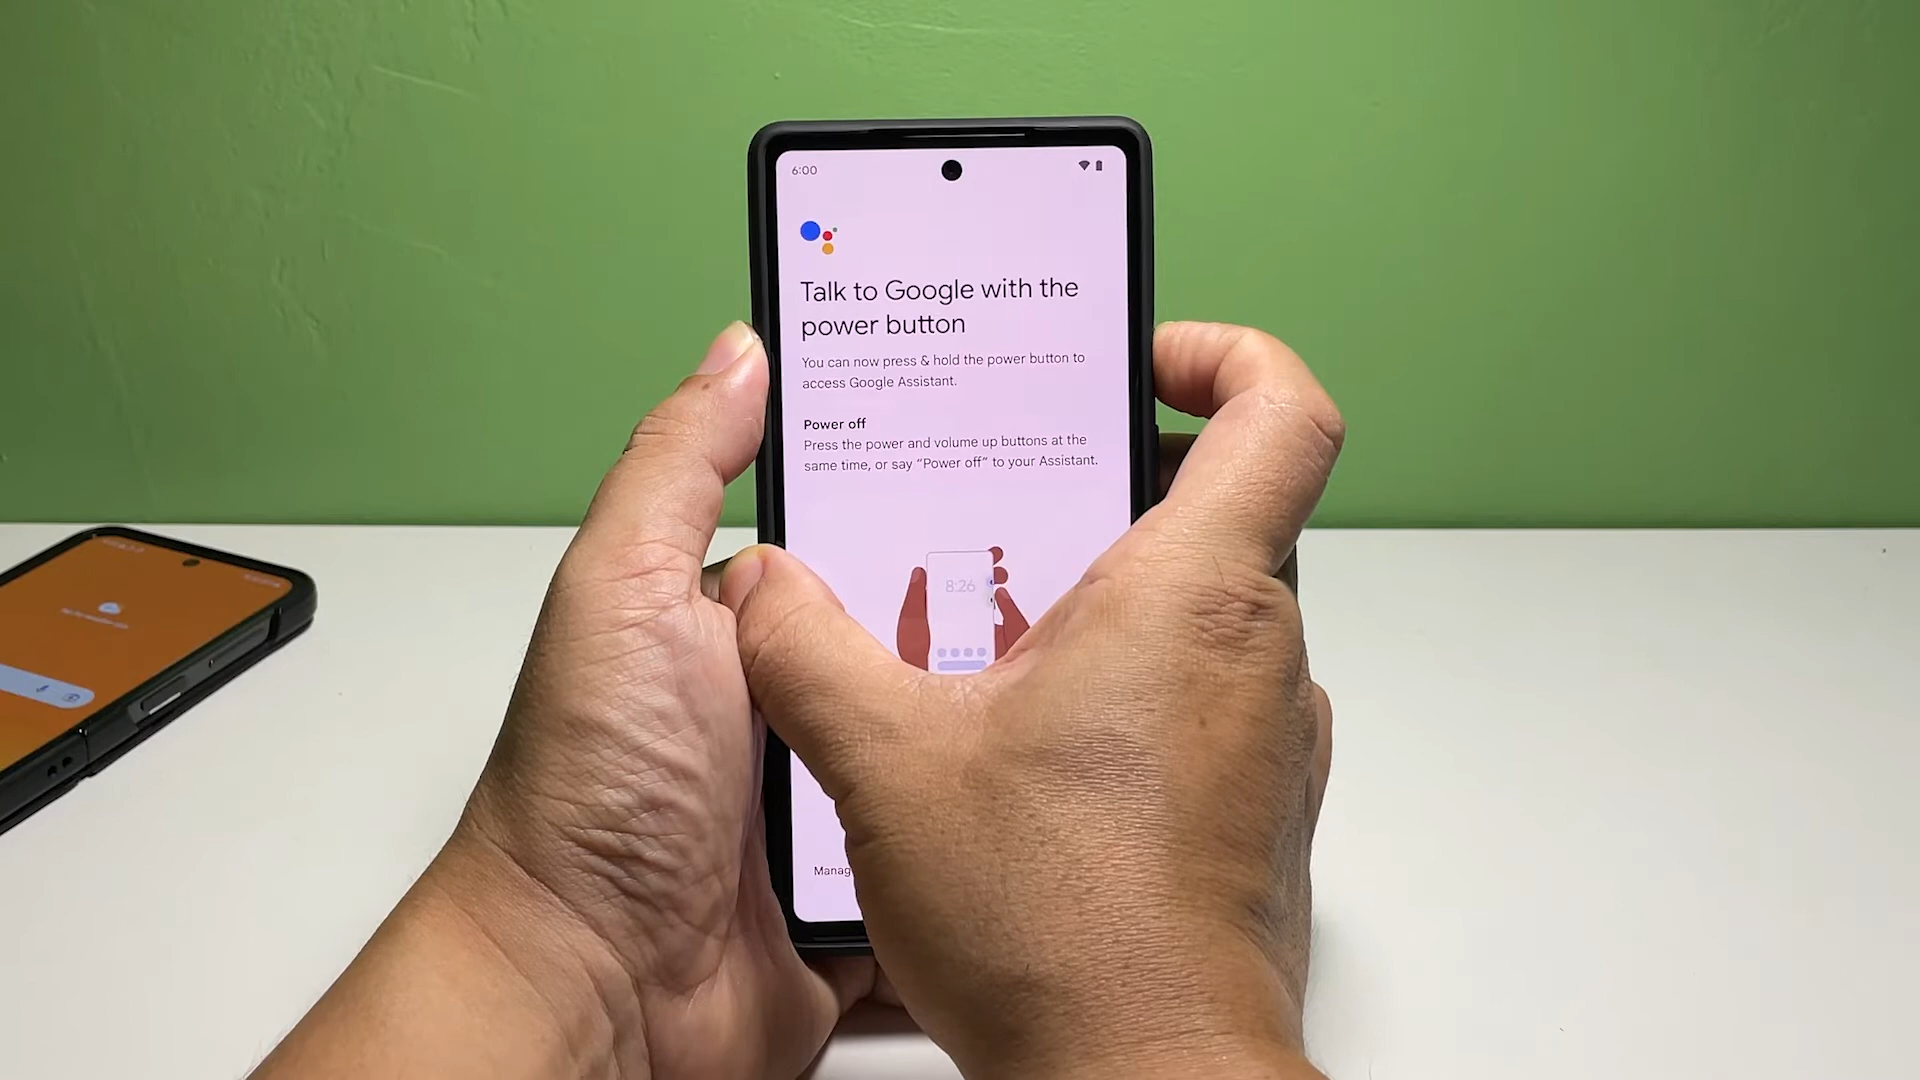 6:00
Talk to Google with the
power button
You can now press & hold the power button to
access Google Assistant.
Power off
Press the power and volume up buttons at the
same time, or say “Power off” to your Assistant.
8:26
Manag